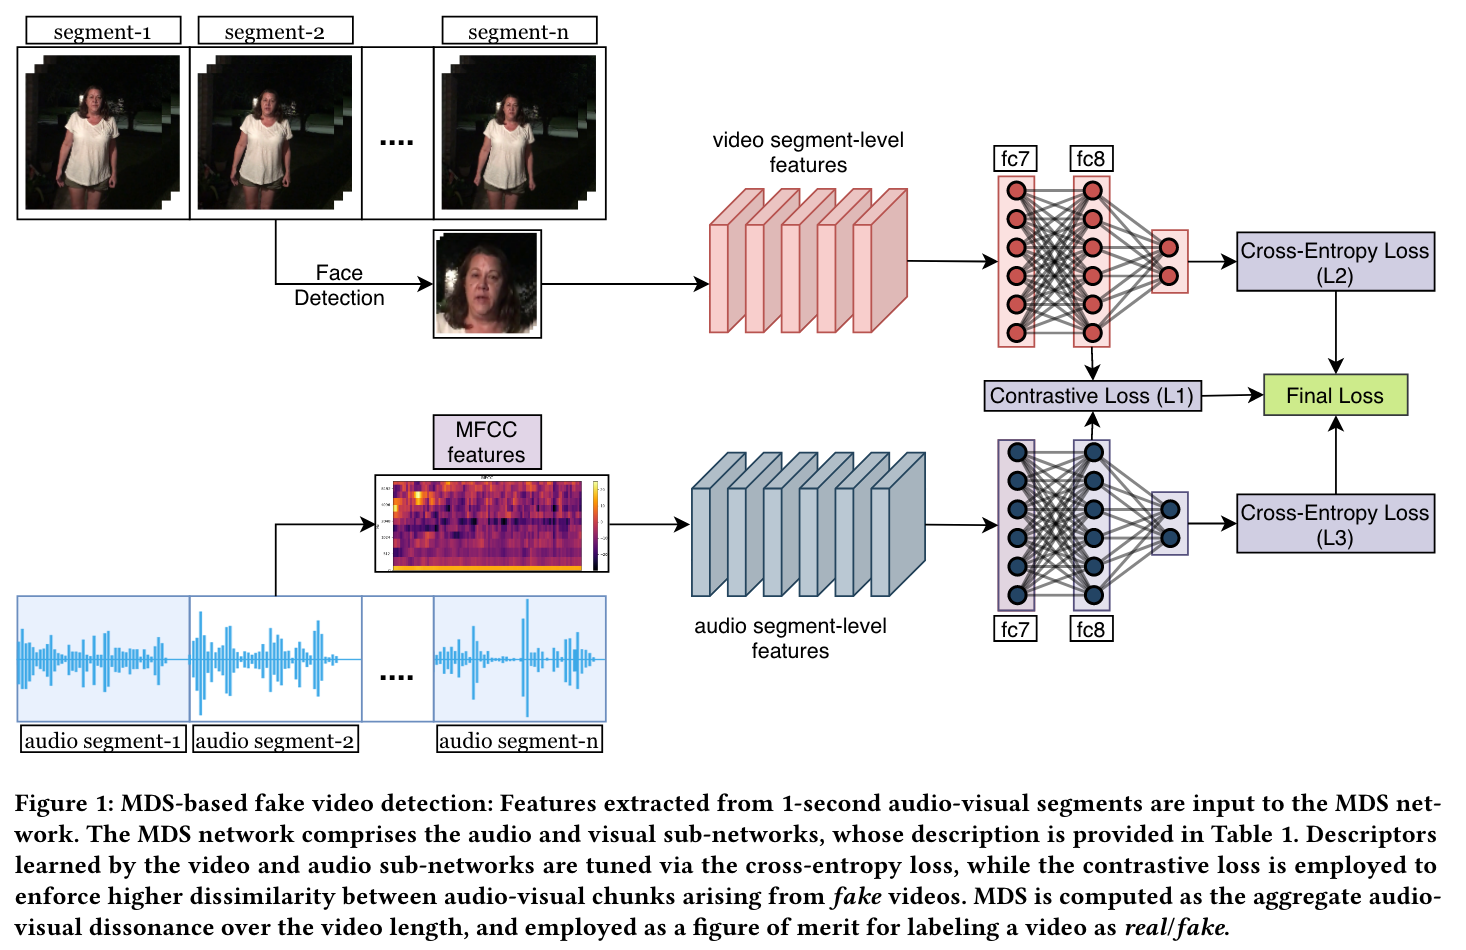 segment-1
segment-2
segment-n
....
Face
Detection
video segment-level
features
fc7
fc8
Cross-Entropy Loss
(L2)
Contrastive Loss (L1)
Final Loss
MFCC
features
MFCC
audio segment-level
features
fc7
fc8
Cross-Entropy Loss
(L3)
....
audio segment-1
audio segment-2
audio segment-n
Figure 1: MDS-based fake video detection: Features extracted from 1-second audio-visual segments are input to the MDS net-
work. The MDS network comprises the audio and visual sub-networks, whose description is provided in Table 1. Descriptors
learned by the video and audio sub-networks are tuned via the cross-entropy loss, while the contrastive loss is employed to
enforce higher dissimilarity between audio-visual chunks arising from fake videos. MDS is computed as the aggregate audio-
visual dissonance over the video length, and employed as a figure of merit for labeling a video as real/fake.